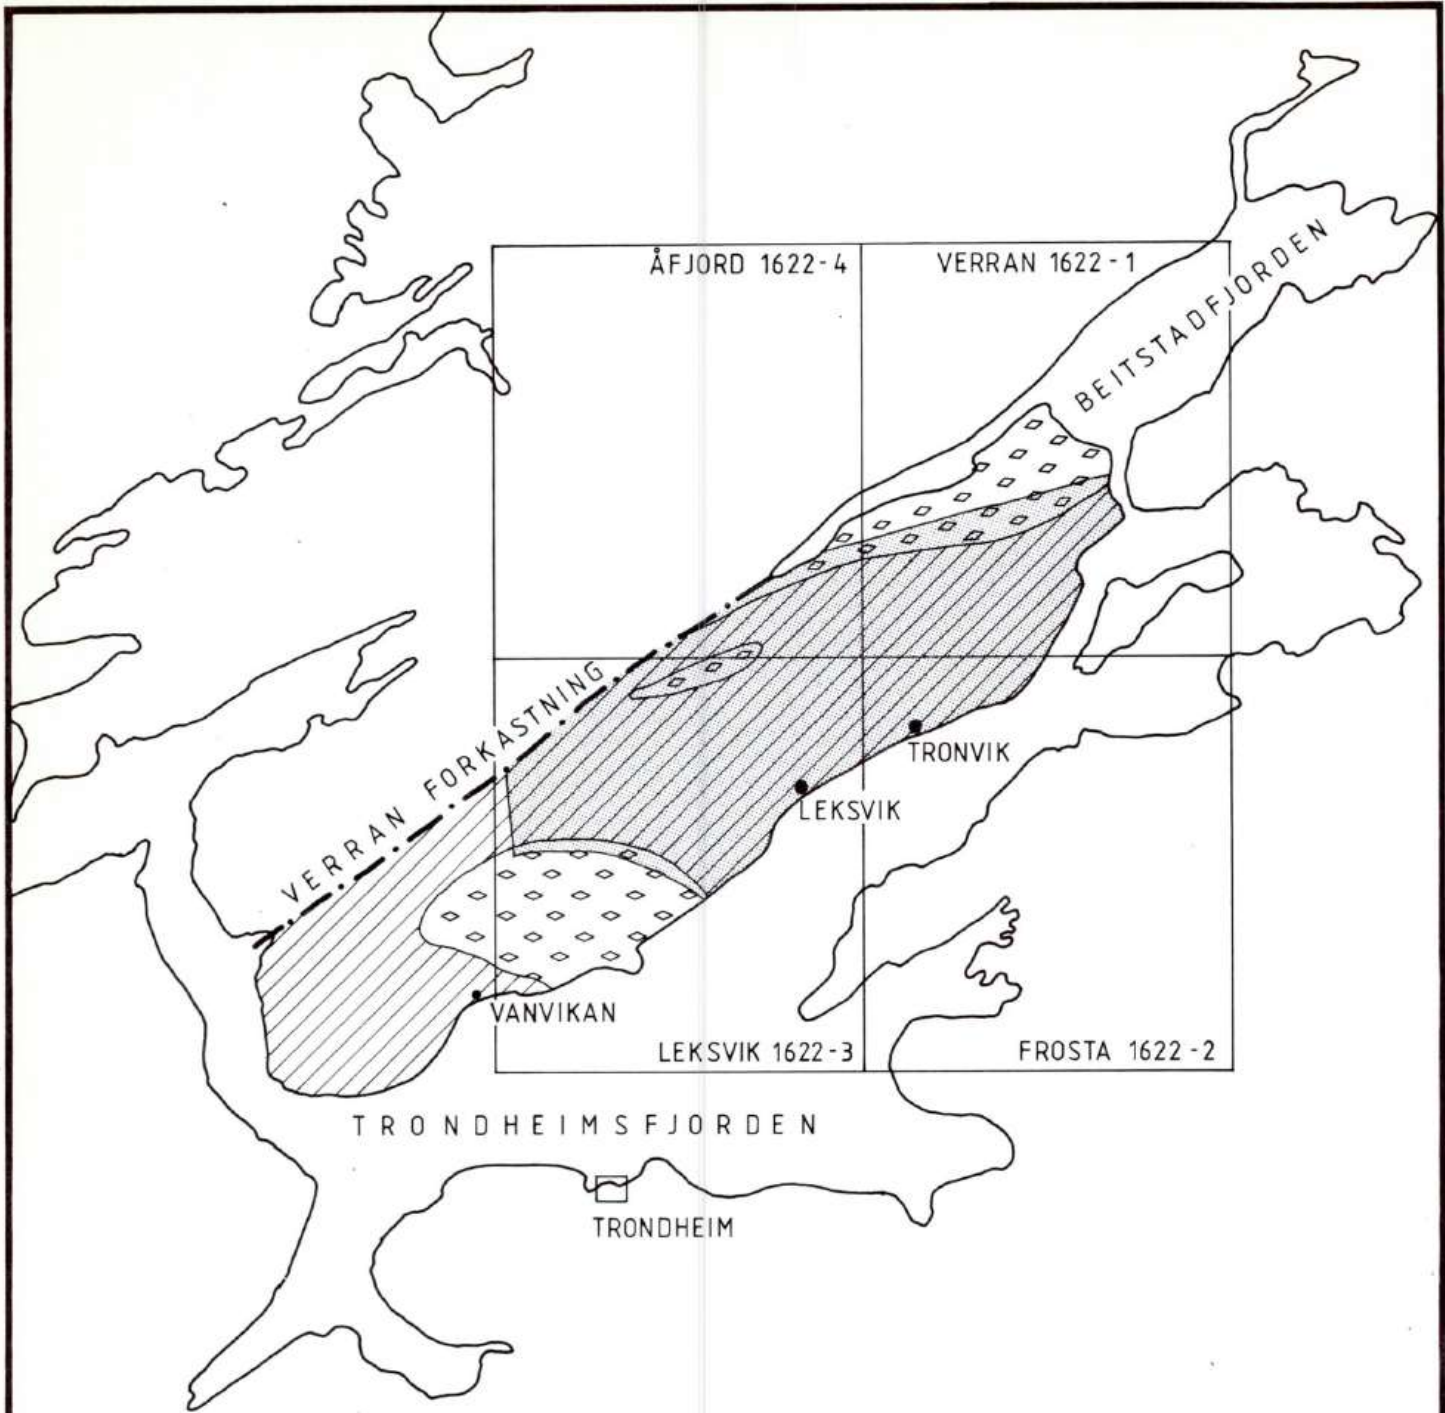 ÅFJORD 1622-4
VERRAN 1622-1
BEITSTADFJORDEN
VERRAN FORKASTNING
TRONVIK
LEKSVIK
VANVIKAN
LEKSVIK 1622-3
FROSTA 1622-2
TRONDHEIMSFJORDEN
TRONDHEIM